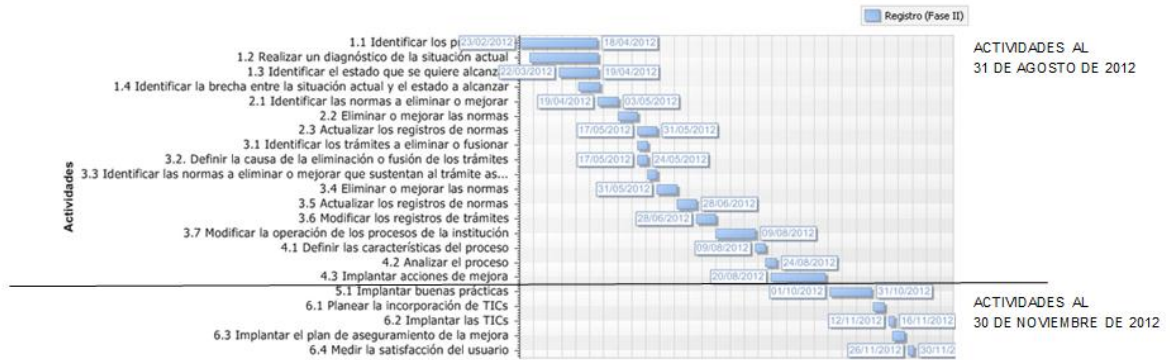 Registro (Fase II)
ACTIVIDADES AL
31 DE AGOSTO DE 2012
Actividades
1.1 Identificar los 23/02/2012 18/04/2012
1.2 Realizar un diagnóstico de la situación actual
1.3 Identificar el estado que se quiere alcanza 22/03/2012 19/04/2012
1.4 Identificar la brecha entre la situación actual y el estado a alcanzar
2.1 Identificar las normas a eliminar o mejorar 19/04/2012 03/05/2012
2.2 Eliminar o mejorar las normas
2.3 Actualizar los registros de normas 17/05/2012 31/05/2012
3.1 Identificar los trámites a eliminar o fusionar
3.2. Definir la causa de la eliminación o fusión de los trámites 17/05/2012 24/05/2012
3.3 Identificar las normas a eliminar o mejorar que sustentan al trámite as...
3.4 Eliminar o mejorar las normas 31/05/2012
3.5 Actualizar los registros de normas 28/06/2012
3.6 Modificar los registros de trámites 28/06/2012
3.7 Modificar la operación de los procesos de la institución 09/08/2012
4.1 Definir las características del proceso 09/08/2012
4.2 Analizar el proceso 24/08/2012
4.3 Implantar acciones de mejora 20/08/2012
5.1 Implantar buenas prácticas 01/10/2012 31/10/2012
6.1 Planear la incorporación de TICs
6.2 Implantar las TICs 12/11/2012 16/11/2012
6.3 Implantar el plan de aseguramiento de la mejora
6.4 Medir la satisfacción del usuario 26/11/2012 30/11/2
ACTIVIDADES AL
30 DE NOVIEMBRE DE 2012